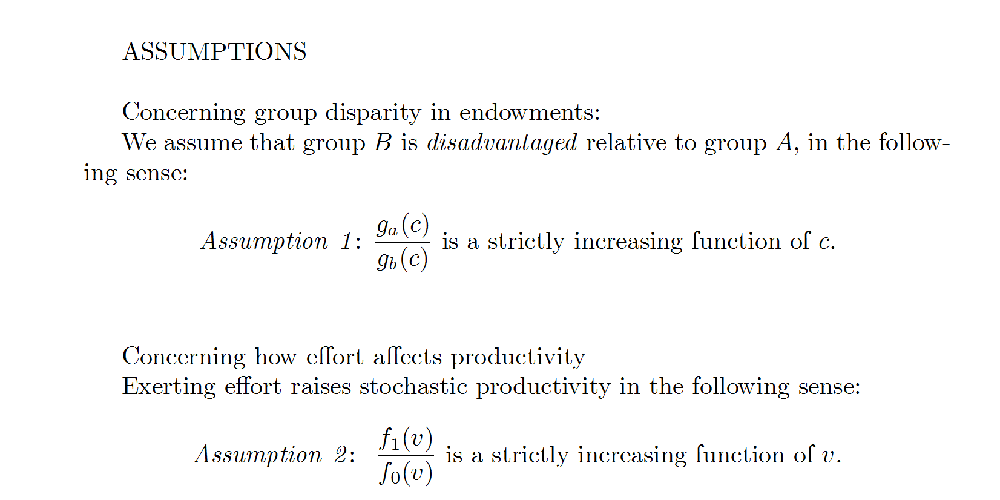 ASSUMPTIONS
Concerning group disparity in endowments:
We assume that group B is disadvantaged relative to group A, in the follow-
ing sense:
Assumption 1: \frac{g_a(c)}{g_b(c)} is a strictly increasing function of c.
Concerning how effort affects productivity
Exerting effort raises stochastic productivity in the following sense:
Assumption 2: \frac{f_1(v)}{f_0(v)} is a strictly increasing function of v.